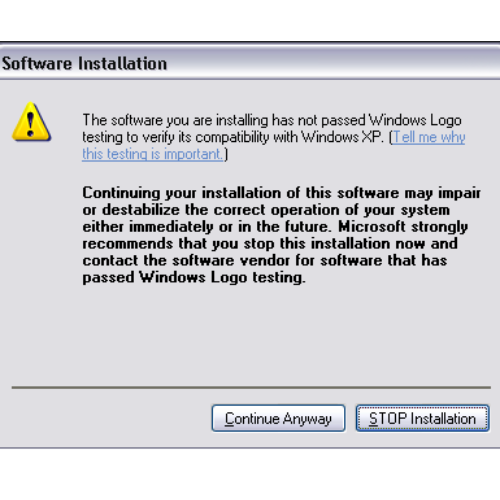 Software Installation
The software you are installing has not passed Windows Logo
testing to verify its compatibility with Windows XP. (Tell me why
this testing is important.)
Continuing your installation of this software may impair
or destabilize the correct operation of your system
either immediately or in the future. Microsoft strongly
recommends that you stop this installation now and
contact the software vendor for software that has
passed Windows Logo testing.
Continue Anyway
STOP Installation